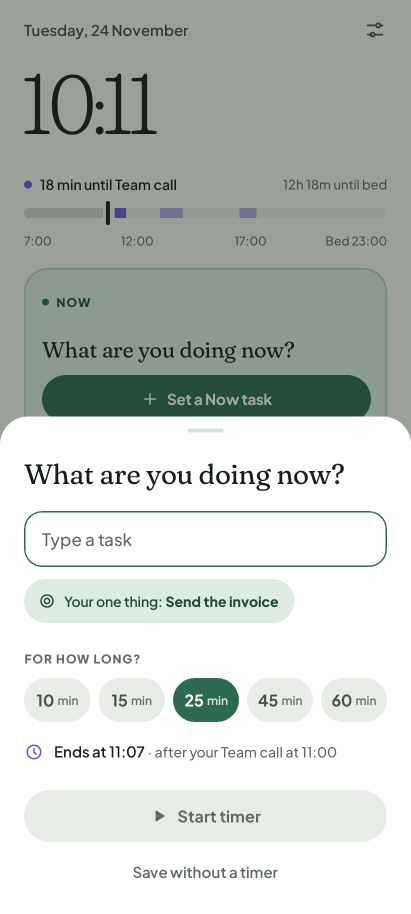 Tuesday, 24 November
10:11
18 min until Team call
12h 18m until bed
7:00 12:00 17:00 Bed 23:00
NOW
What are you doing now?
Set a Now task
What are you doing now?
Type a task
Your one thing: Send the invoice
FOR HOW LONG?
10 min 15 min 25 min 45 min 60 min
Ends at 11:07 · after your Team call at 11:00
Start timer
Save without a timer